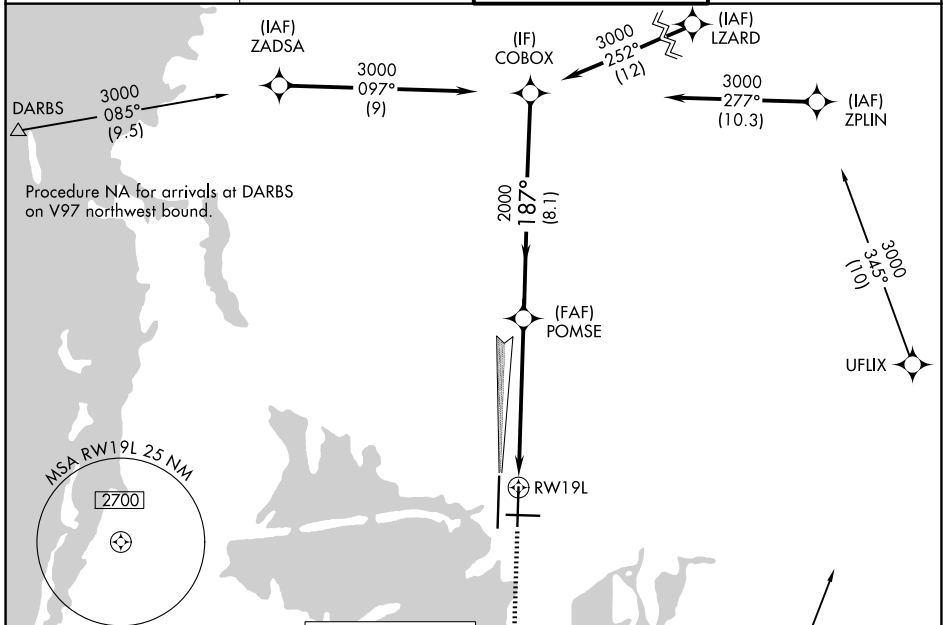 (IAF)
ZADSA
(IF)
COBOX
(IAF)
LZARD
3000
252°
(12)
3000
097°
(9)
3000
277°
(10.3)
(IAF)
ZPLIN
DARBS
3000
085°
(9.5)
Procedure NA for arrivals at DARBS
on V97 northwest bound.
2000
187°
(8.1)
3000
345°
(10)
(FAF)
POMSE
UFLIX
MSA RW19L 25 NM
2700
RW19L